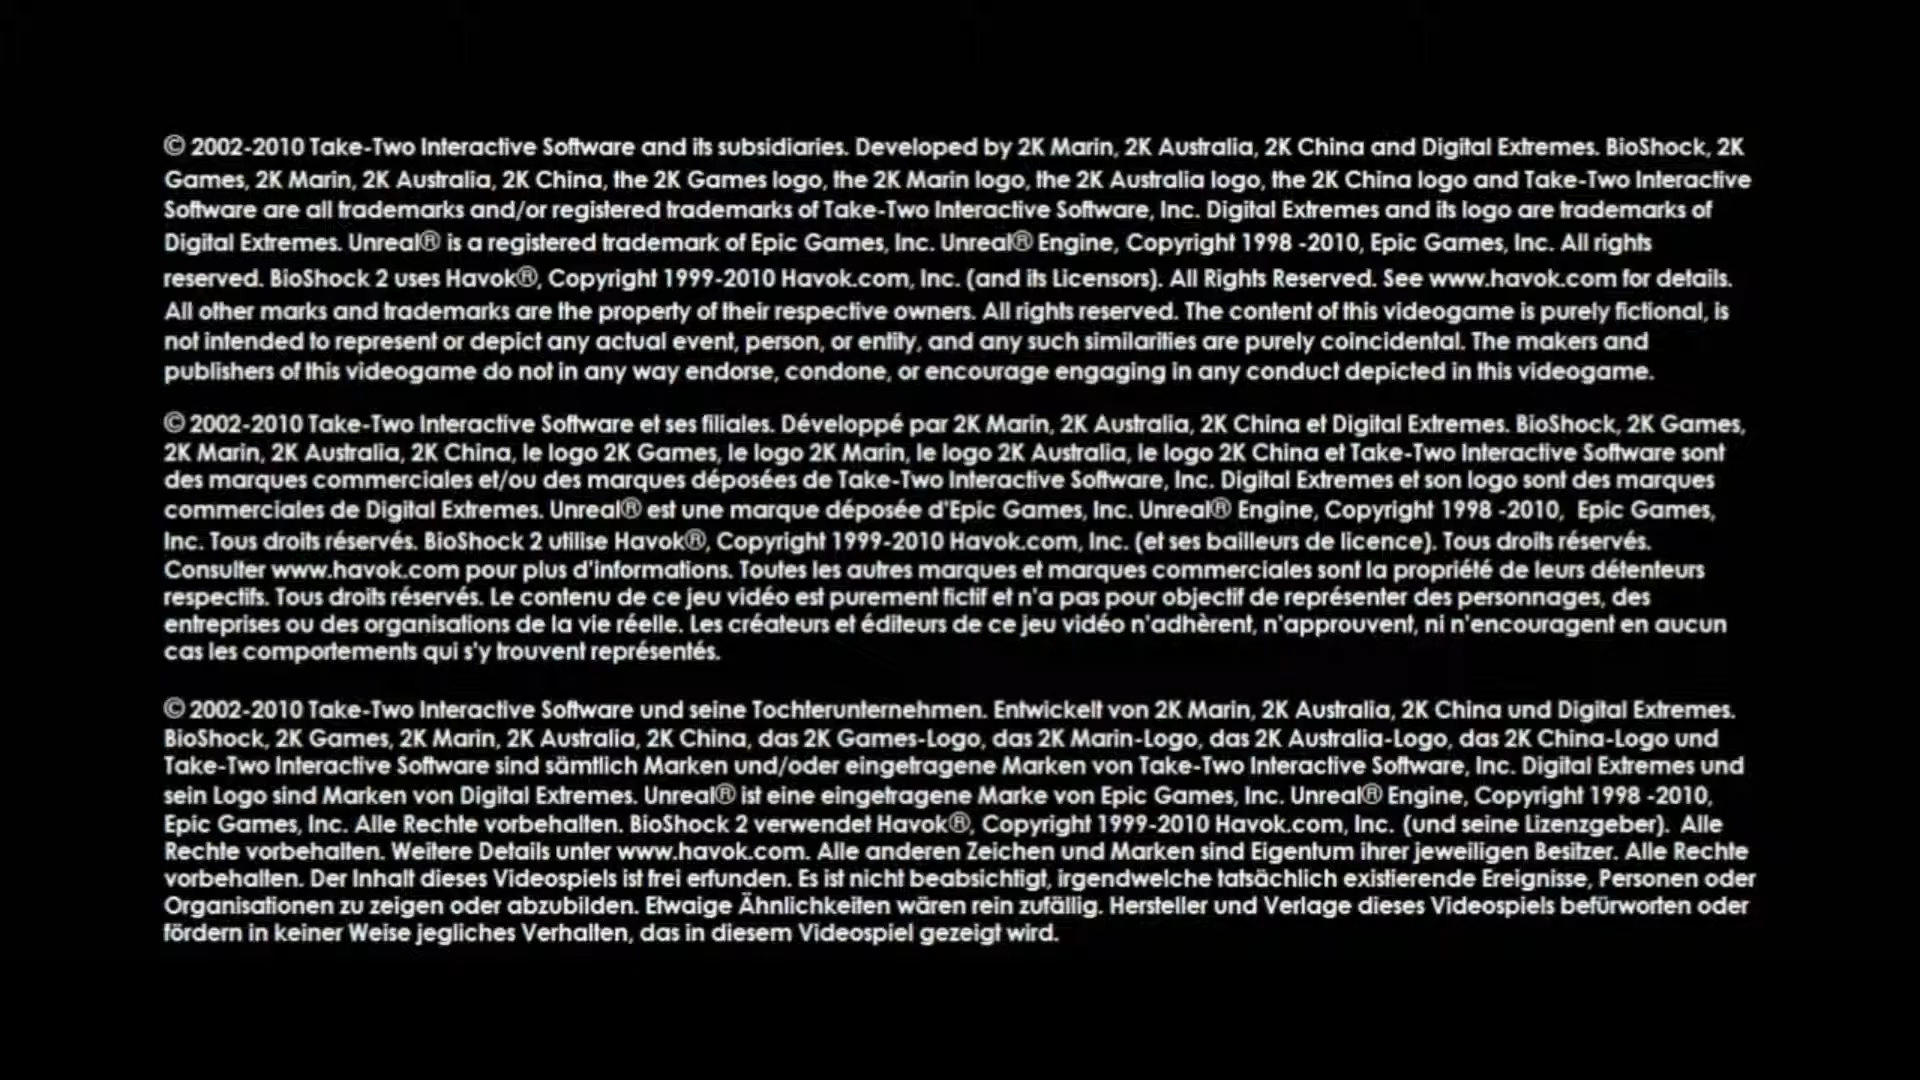 © 2002-2010 Take-Two Interactive Software and its subsidiaries. Developed by 2K Marin, 2K Australia, 2K China and Digital Extremes. BioShock, 2K
Games, 2K Marin, 2K Australia, 2K China, the 2K Games logo, the 2K Marin logo, the 2K Australia logo, the 2K China logo and Take-Two Interactive
Software are all trademarks and/or registered trademarks of Take-Two Interactive Software, Inc. Digital Extremes and its logo are trademarks of
Digital Extremes. Unreal® is a registered trademark of Epic Games, Inc. Unreal® Engine, Copyright 1998 -2010, Epic Games, Inc. All rights
reserved. BioShock 2 uses Havok®, Copyright 1999-2010 Havok.com, Inc. (and its Licensors). All Rights Reserved. See www.havok.com for details.
All other marks and trademarks are the property of their respective owners. All rights reserved. The content of this videogame is purely fictional, is
not intended to represent or depict any actual event, person, or entity, and any such similarities are purely coincidental. The makers and
publishers of this videogame do not in any way endorse, condone, or encourage engaging in any conduct depicted in this videogame.
© 2002-2010 Take-Two Interactive Software et ses filiales. Développé par 2K Marin, 2K Australia, 2K China et Digital Extremes. BioShock, 2K Games,
2K Marin, 2K Australia, 2K China, le logo 2K Games, le logo 2K Marin, le logo 2K Australia, le logo 2K China et Take-Two Interactive Software sont
des marques commerciales et/ou des marques déposées de Take-Two Interactive Software, Inc. Digital Extremes et son logo sont des marques
commerciales de Digital Extremes. Unreal® est une marque déposée d'Epic Games, Inc. Unreal® Engine, Copyright 1998 -2010, Epic Games,
Inc. Tous droits réservés. BioShock 2 utilise Havok®, Copyright 1999-2010 Havok.com, Inc. (et ses bailleurs de licence). Tous droits réservés.
Consulter www.havok.com pour plus d'informations. Toutes les autres marques et marques commerciales sont la propriété de leurs détenteurs
respectifs. Tous droits réservés. Le contenu de ce jeu vidéo est purement fictif et n'a pas pour objectif de représenter des personnages, des
entreprises ou des organisations de la vie réelle. Les créateurs et éditeurs de ce jeu vidéo n'adhèrent, n'approuvent, ni n'encouragent en aucun
cas les comportements qui s'y trouvent représentés.
© 2002-2010 Take-Two Interactive Software und seine Tochterunternehmen. Entwickelt von 2K Marin, 2K Australia, 2K China und Digital Extremes.
BioShock, 2K Games, 2K Marin, 2K Australia, 2K China, das 2K Games-Logo, das 2K Marin-Logo, das 2K Australia-Logo, das 2K China-Logo und
Take-Two Interactive Software sind sämtlich Marken und/oder eingetragene Marken von Take-Two Interactive Software, Inc. Digital Extremes und
sein Logo sind Marken von Digital Extremes. Unreal® ist eine eingetragene Marke von Epic Games, Inc. Unreal® Engine, Copyright 1998 -2010,
Epic Games, Inc. Alle Rechte vorbehalten. BioShock 2 verwendet Havok®, Copyright 1999-2010 Havok.com, Inc. (und seine Lizenzgeber). Alle
Rechte vorbehalten. Weitere Details unter www.havok.com. Alle anderen Zeichen und Marken sind Eigentum ihrer jeweiligen Besitzer. Alle Rechte
vorbehalten. Der Inhalt dieses Videospiels ist frei erfunden. Es ist nicht beabsichtigt, irgendwelche tatsächlich existierende Ereignisse, Personen oder
Organisationen zu zeigen oder abzubilden. Etwaige Ähnlichkeiten wären rein zufällig. Hersteller und Verlage dieses Videospiels befürworten oder
fördern in keiner Weise jegliches Verhalten, das in diesem Videospiel gezeigt wird.